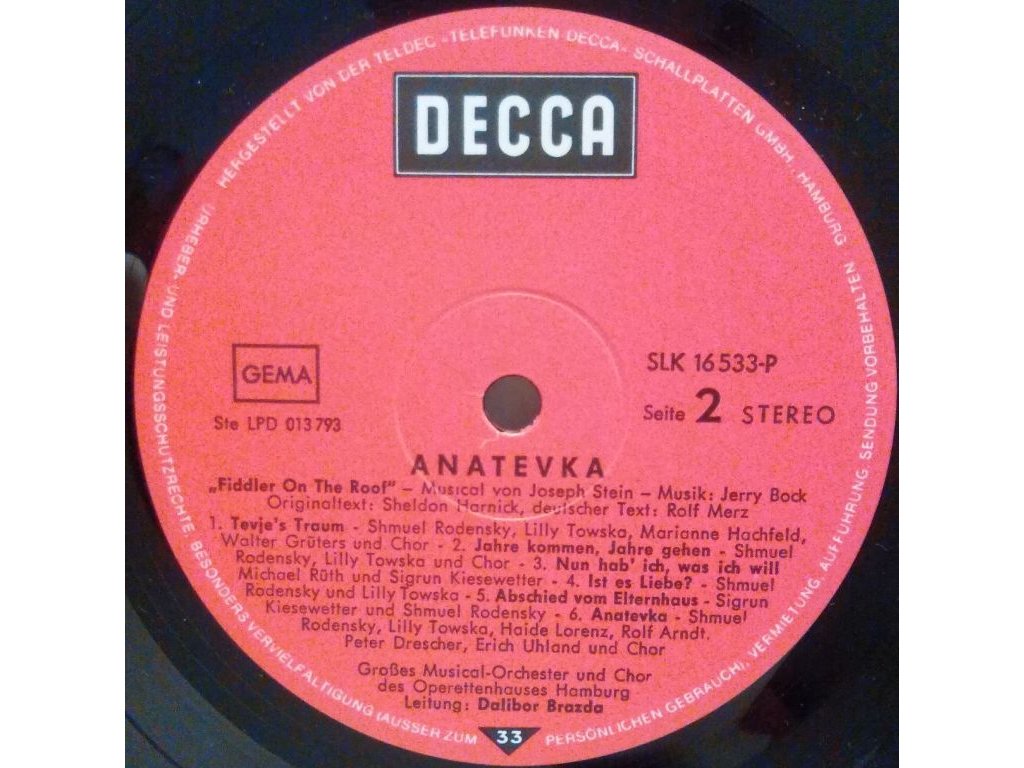 HERGESTELLT VON DER TELDEC »TELEFUNKEN DECCA« SCHALLPLATTEN GMBH., HAMBURG
URHEBER- UND LEISTUNGSSCHUTZRECHTE, BESONDERS VERVIELFÄLTIGUNG (AUSSER ZUM PERSÖNLICHEN GEBRAUCH), VERMIETUNG, AUFFÜHRUNG, SENDUNG VORBEHALTEN
DECCA
GEMA
Ste LPD 013 793
SLK 16 533-P
Seite 2 STEREO
ANATEVKA
„Fiddler On The Roof" – Musical von Joseph Stein – Musik: Jerry Bock
Originaltext: Sheldon Harnick, deutscher Text: Rolf Merz
1. Tevje's Traum - Shmuel Rodensky, Lilly Towska, Marianne Hachfeld,
Walter Grüters und Chor - 2. Jahre kommen, Jahre gehen - Shmuel
Rodensky, Lilly Towska und Chor - 3. Nun hab' ich, was ich will
Michael Rüth und Sigrun Kiesewetter - 4. Ist es Liebe? - Shmuel
Rodensky und Lilly Towska - 5. Abschied vom Elternhaus - Sigrun
Kiesewetter und Shmuel Rodensky - 6. Anatevka - Shmuel
Rodensky, Lilly Towska, Haide Lorenz, Rolf Arndt.
Peter Drescher, Erich Uhland und Chor
Großes Musical-Orchester und Chor
des Operettenhauses Hamburg
Leitung: Dalibor Brazda
33